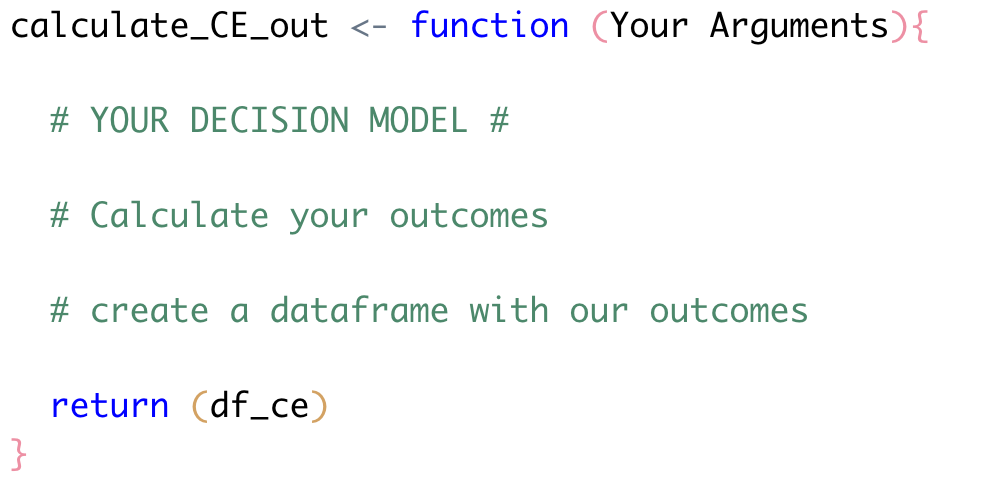 calculate_CE_out <- function (Your Arguments){
# YOUR DECISION MODEL #
# Calculate your outcomes
# create a dataframe with our outcomes
return (df_ce)
}